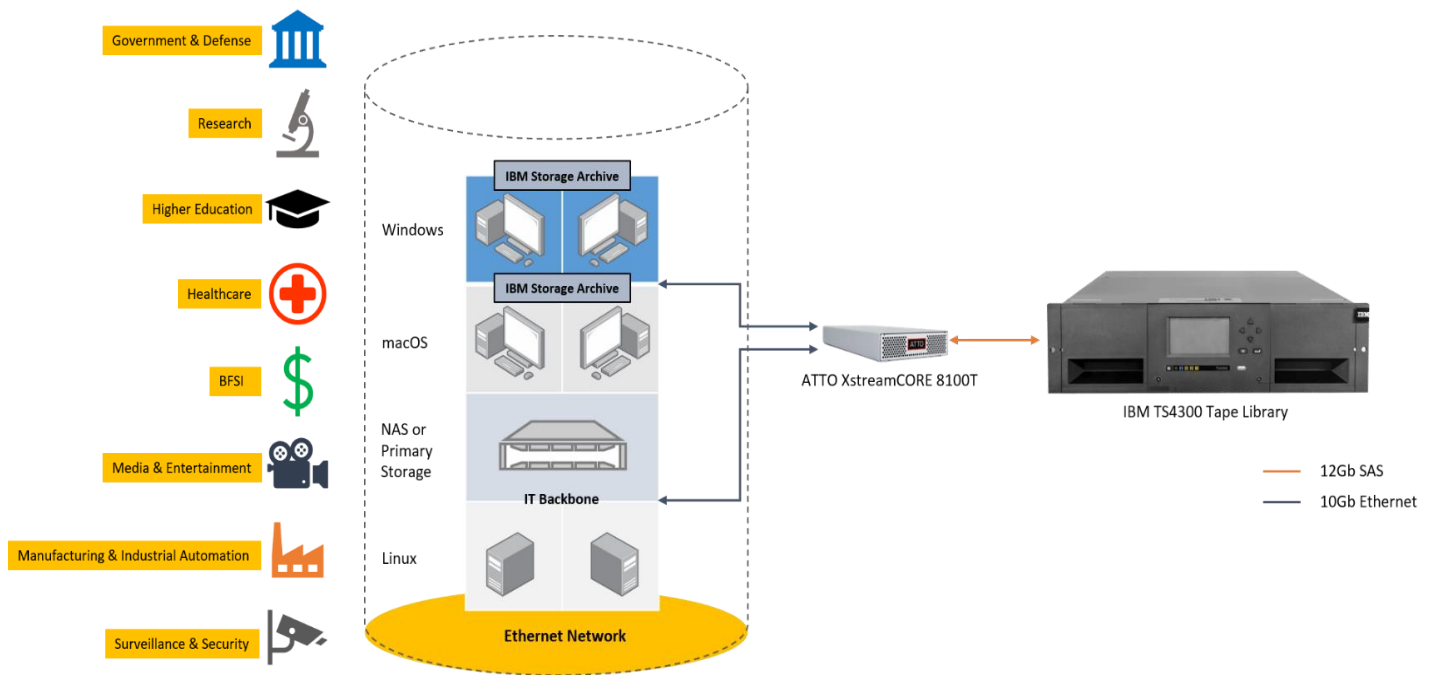 Government & Defense
Research
Higher Education
Healthcare
BFSI
Media & Entertainment
Manufacturing & Industrial Automation
Surveillance & Security
IBM Storage Archive
Windows
IBM Storage Archive
macOS
NAS or
Primary
Storage
IT Backbone
Linux
Ethernet Network
ATTO
ATTO XstreamCORE 8100T
IBM
IBM TS4300 Tape Library
12Gb SAS
10Gb Ethernet